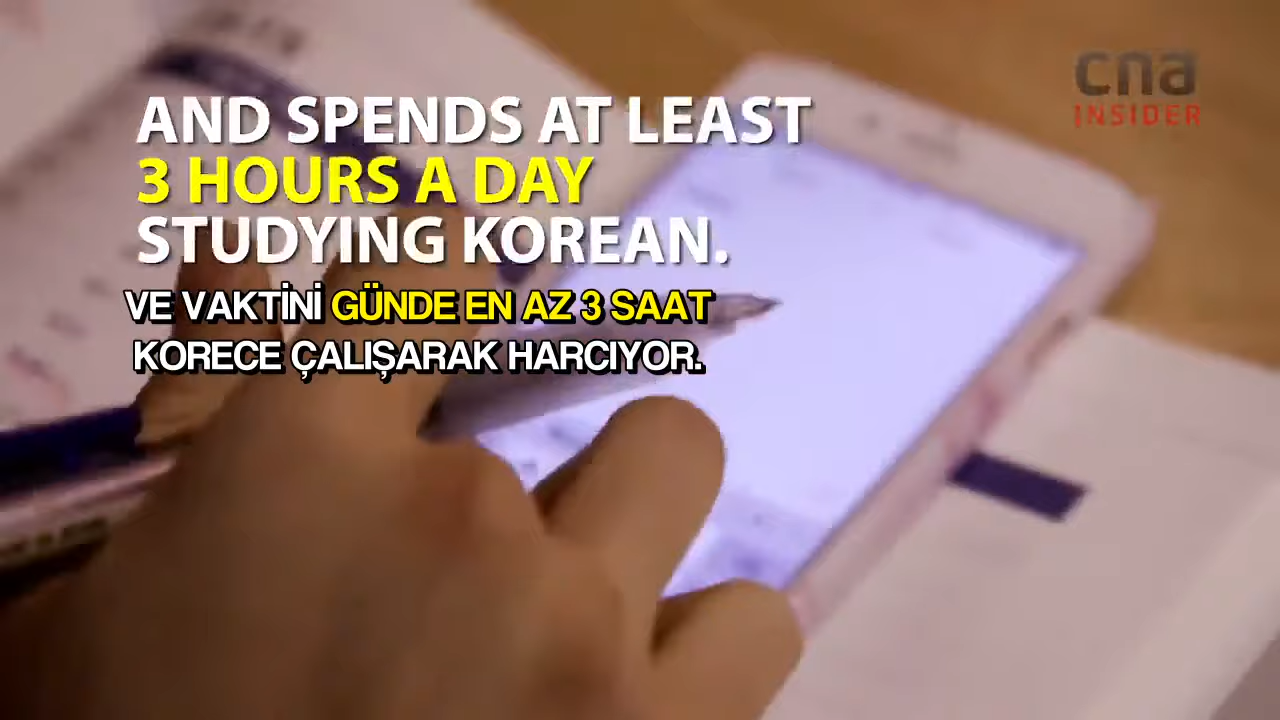 cna
INSIDER
AND SPENDS AT LEAST
3 HOURS A DAY
STUDYING KOREAN.
VE VAKTİNİ GÜNDE EN AZ 3 SAAT
KORECE ÇALIŞARAK HARCIYOR.